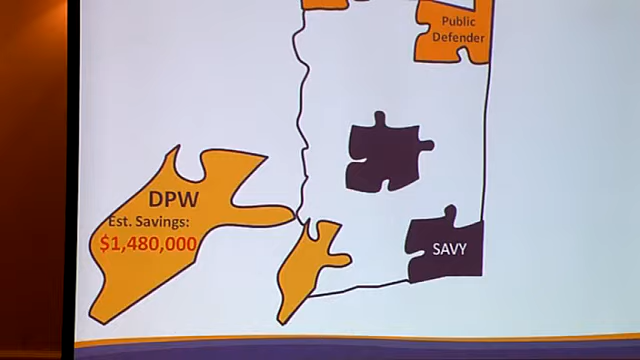 Public
Defender
DPW
Est. Savings:
$1,480,000
SAVY